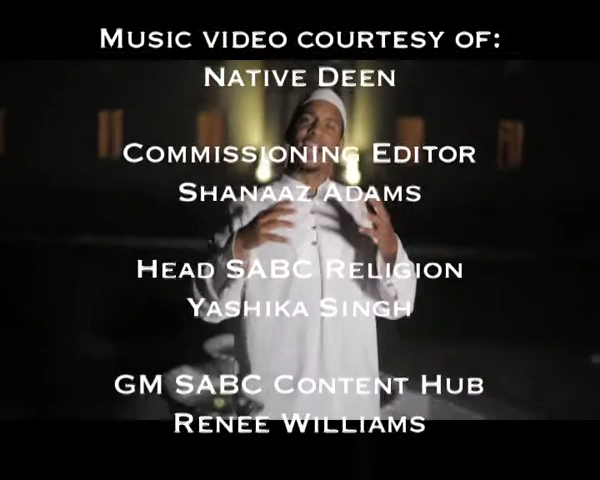 Music video courtesy of:
Native Deen
Commissioning Editor
Shanaaz Adams
Head SABC Religion
Yashika Singh
GM SABC Content Hub
Renee Williams